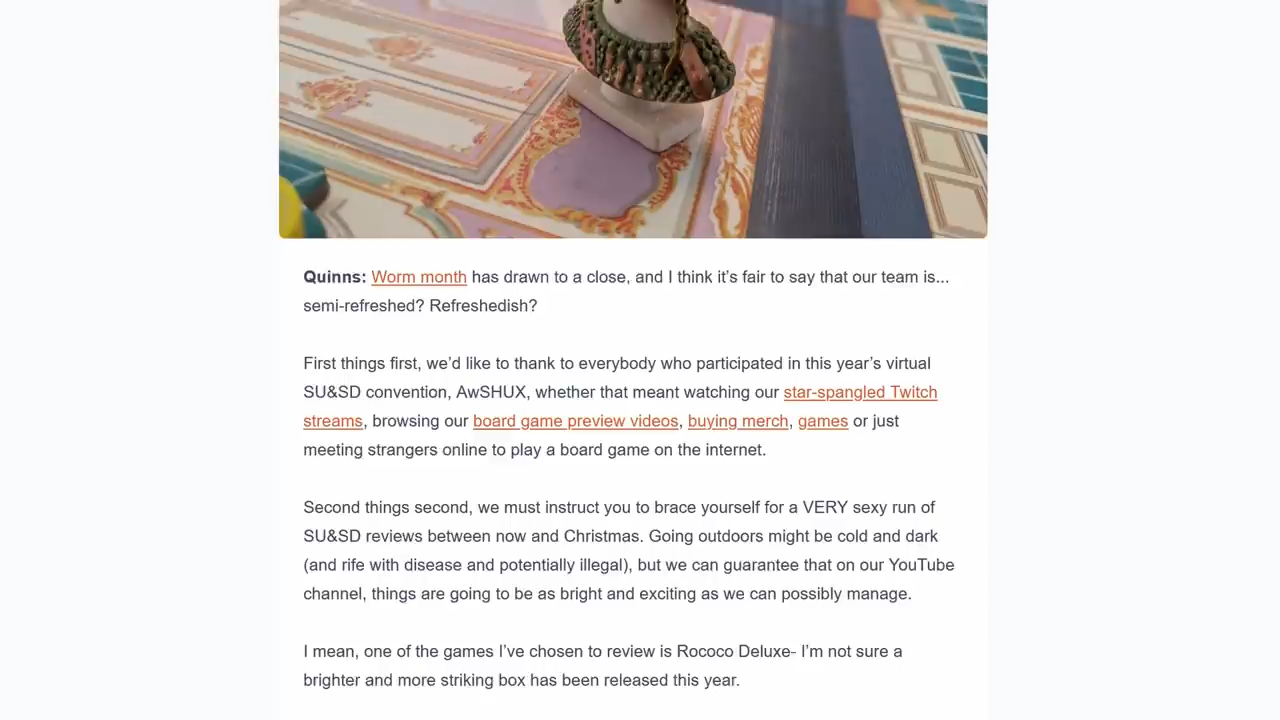 Quinns: Worm month has drawn to a close, and I think it’s fair to say that our team is...
semi-refreshed? Refreshedish?
First things first, we’d like to thank to everybody who participated in this year’s virtual
SU&SD convention, AwSHUX, whether that meant watching our star-spangled Twitch
streams, browsing our board game preview videos, buying merch, games or just
meeting strangers online to play a board game on the internet.
Second things second, we must instruct you to brace yourself for a VERY sexy run of
SU&SD reviews between now and Christmas. Going outdoors might be cold and dark
(and rife with disease and potentially illegal), but we can guarantee that on our YouTube
channel, things are going to be as bright and exciting as we can possibly manage.
I mean, one of the games I’ve chosen to review is Rococo Deluxe- I’m not sure a
brighter and more striking box has been released this year.